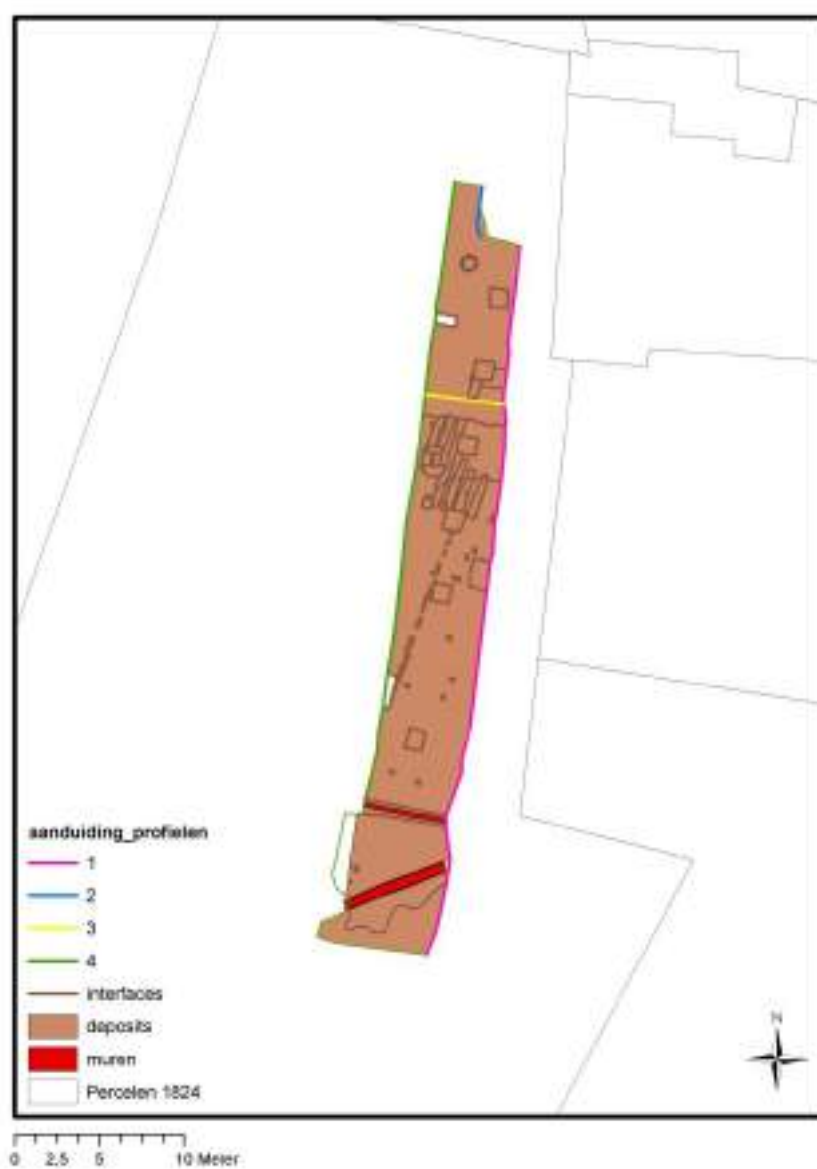 N
aanduiding_profielen
1
2
3
4
interfaces
deposits
muren
Percelen 1824
0 2,5 5 10 Meter